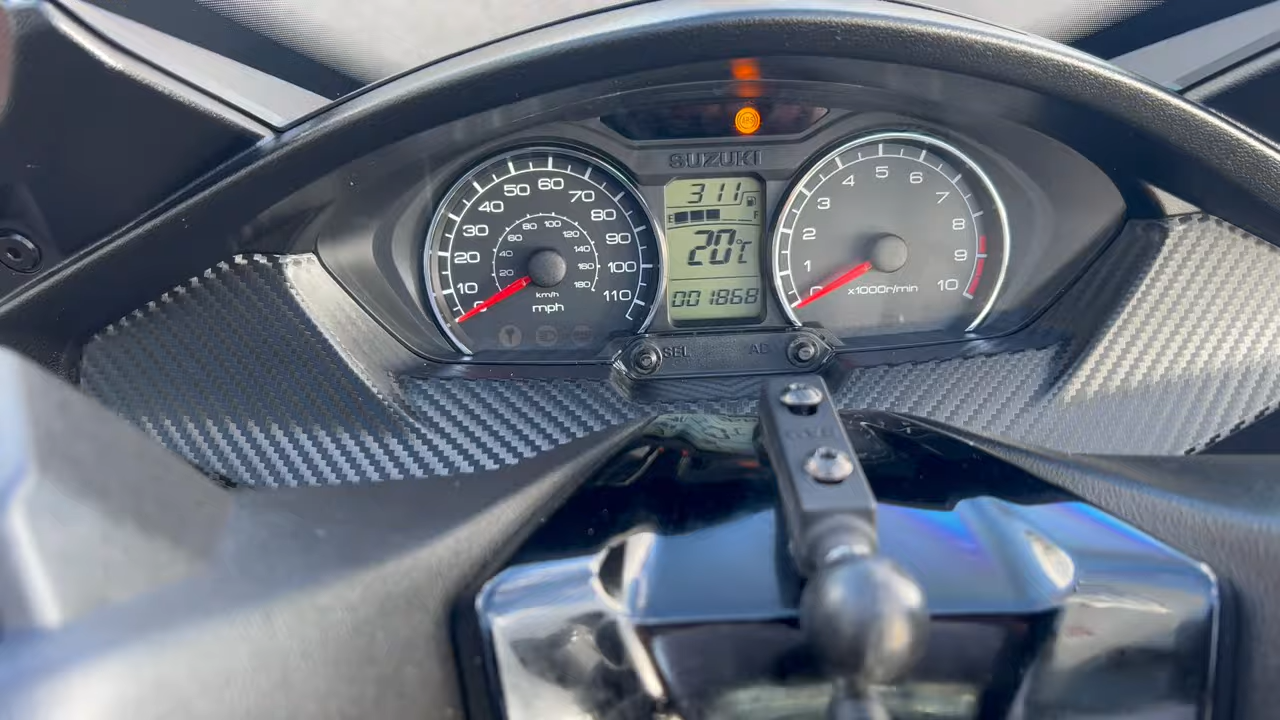 SUZUKI
0 10 20 30 40 50 60 70 80 90 100 110
20 40 60 80 100 120 140 160 180
km/h
mph
311
E F
20°C
001868
0 1 2 3 4 5 6 7 8 9 10
x1000r/min
SEL